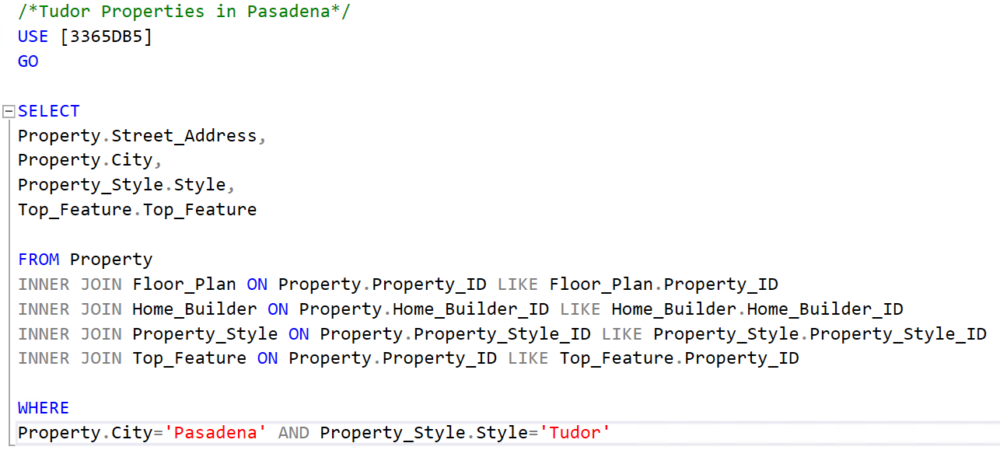 /*Tudor Properties in Pasadena*/
USE [3365DB5]
GO
SELECT
Property.Street_Address,
Property.City,
Property_Style.Style,
Top_Feature.Top_Feature
FROM Property
INNER JOIN Floor_Plan ON Property.Property_ID LIKE Floor_Plan.Property_ID
INNER JOIN Home_Builder ON Property.Home_Builder_ID LIKE Home_Builder.Home_Builder_ID
INNER JOIN Property_Style ON Property.Property_Style_ID LIKE Property_Style.Property_Style_ID
INNER JOIN Top_Feature ON Property.Property_ID LIKE Top_Feature.Property_ID
WHERE
Property.City='Pasadena' AND Property_Style.Style='Tudor'